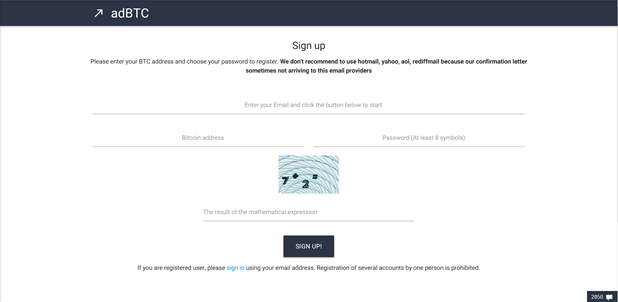 adBTC
Sign up
Please enter your BTC address and choose your password to register. We don't recommend to use hotmail, yahoo, aol, rediffmail because our confirmation letter
sometimes not arriving to this email providers
Enter your Email and click the button below to start
Bitcoin address
Password (At least 8 symbols)
7 + 2 =
The result of the mathematical expression
SIGN UP!
If you are registered user, please sign in using your email address. Registration of several accounts by one person is prohibited.
2850